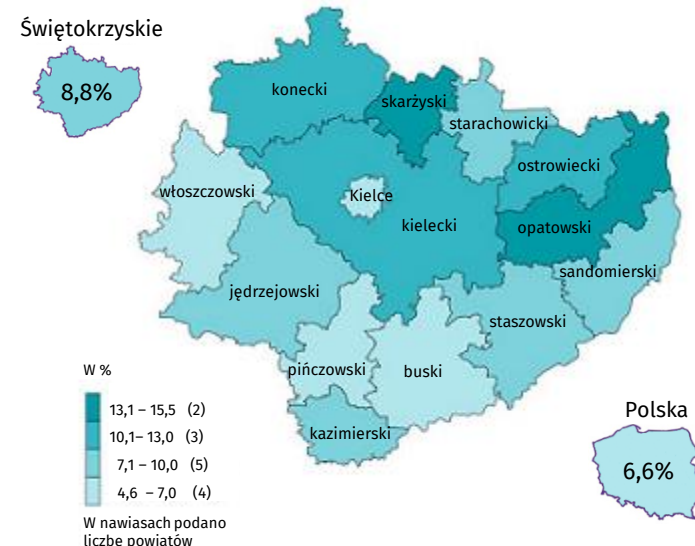 Świętokrzyskie
8,8%
konecki
skarżyski
starachowicki
ostrowiecki
włoszczowski
Kielce
kielecki
opatowski
sandomierski
jędrzejowski
staszowski
pińczowski
buski
kazimierski
W %
13,1 – 15,5 (2)
10,1– 13,0 (3)
7,1 – 10,0 (5)
4,6 – 7,0 (4)
W nawiasach podano
liczbę powiatów
Polska
6,6%